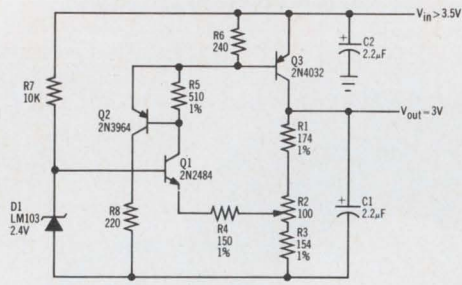 Vin>3.5V
R6
240
Q3
2N4032
C2
2.2μF
R7
10K
R5
510
1%
Q2
2N3964
Vout=3V
R1
174
1%
Q1
2N2484
D1
LM103
2.4V
R8
220
R4
150
1%
R2
100
R3
154
1%
C1
2.2μF
+
+